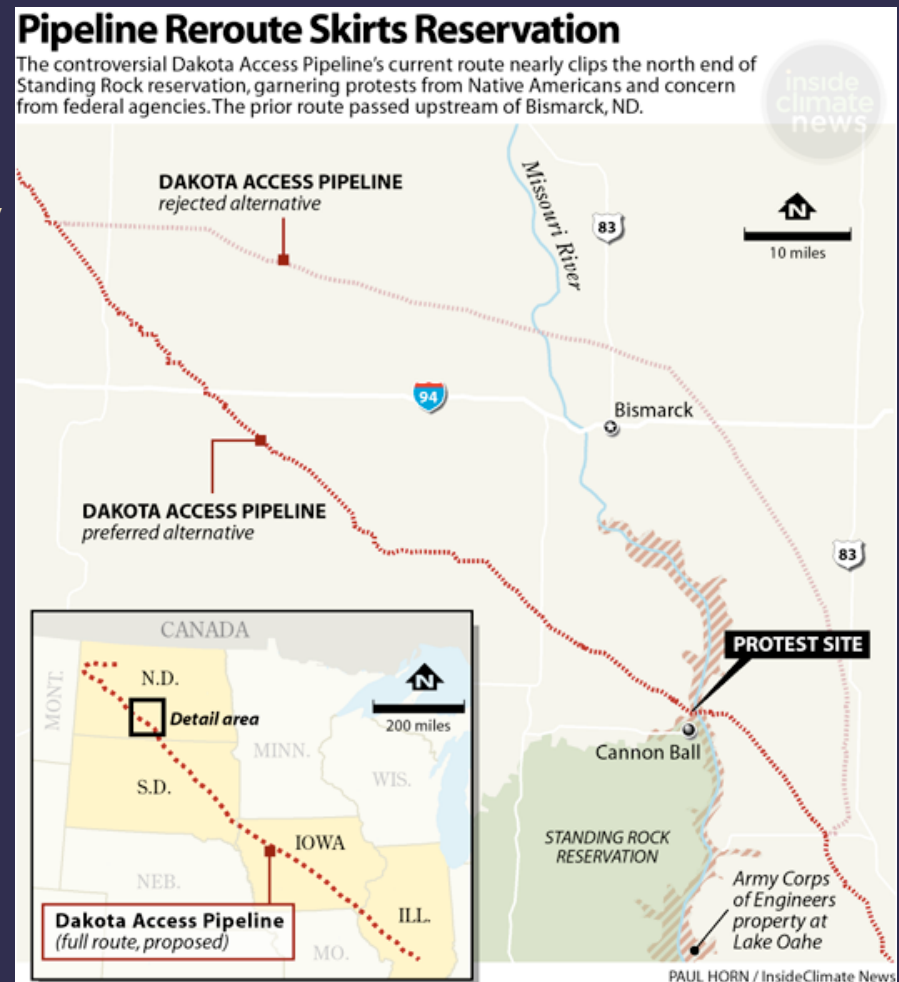 Pipeline Reroute Skirts Reservation
The controversial Dakota Access Pipeline's current route nearly clips the north end of
Standing Rock reservation, garnering protests from Native Americans and concern
from federal agencies. The prior route passed upstream of Bismarck, ND.
inside
climate
news
DAKOTA ACCESS PIPELINE
rejected alternative
Missouri River
83
N
10 miles
94
Bismarck
DAKOTA ACCESS PIPELINE
preferred alternative
83
PROTEST SITE
Cannon Ball
STANDING ROCK
RESERVATION
Army Corps
of Engineers
property at
Lake Oahe
CANADA
MONT.
N.D.
N
200 miles
Detail area
MINN.
WIS.
S.D.
IOWA
NEB.
ILL.
MO.
Dakota Access Pipeline
(full route, proposed)
PAUL HORN / InsideClimate News